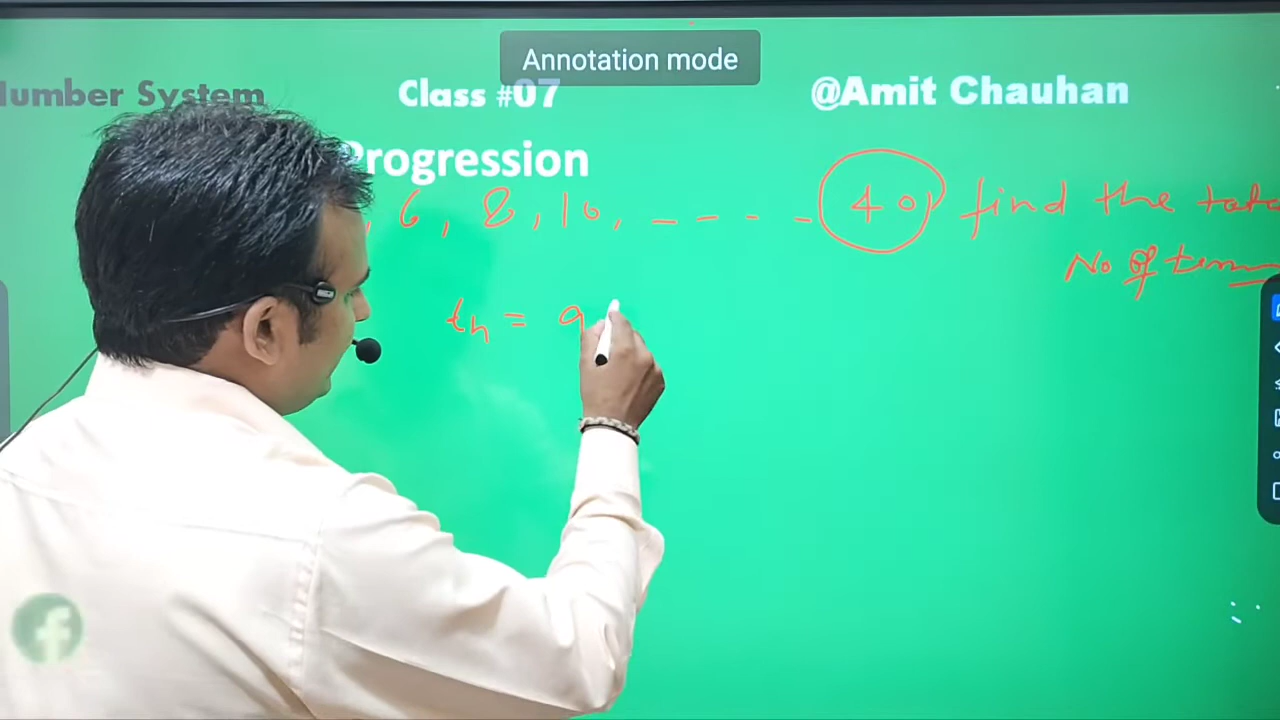 Annotation mode
Number System Class #07 @Amit Chauhan
Progression
, 6, 8, 10, - - - - 40, find the
No of
tn = a